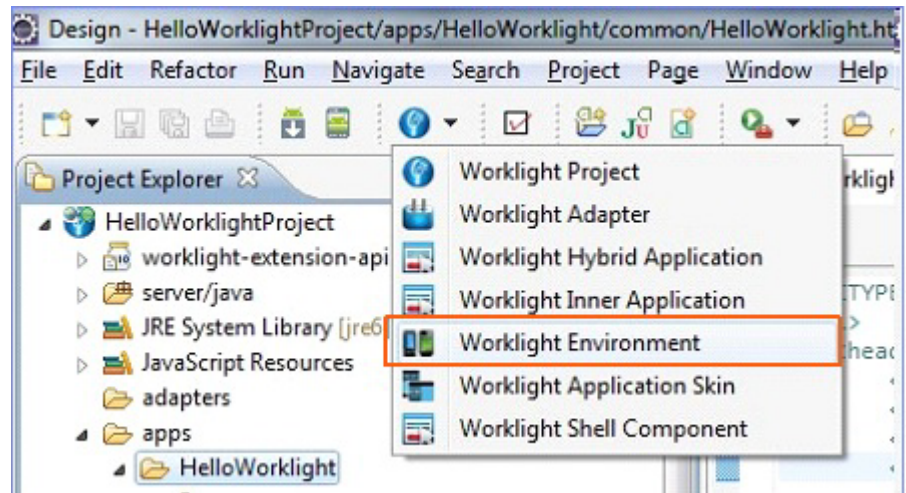 Design - HelloWorklightProject/apps/HelloWorklight/common/HelloWorklight.ht
File Edit Refactor Run Navigate Search Project Page Window Help
Project Explorer
HelloWorklightProject
worklight-extension-api
server/java
JRE System Library [jre6
JavaScript Resources
adapters
apps
HelloWorklight
Worklight Project
Worklight Adapter
Worklight Hybrid Application
Worklight Inner Application
Worklight Environment
Worklight Application Skin
Worklight Shell Component